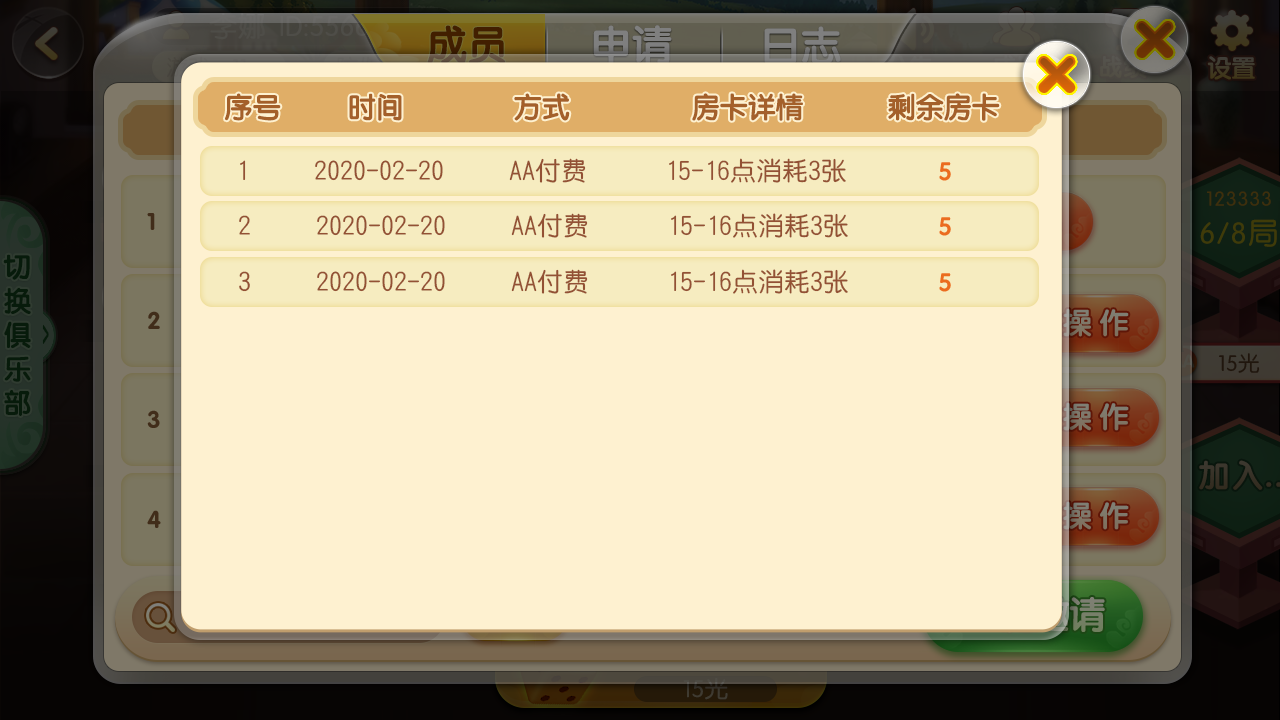 李娜 ID:5566
成员 申请 日志
设置
序号 时间 方式 房卡详情 剩余房卡
1 2020-02-20 AA付费 15-16点消耗3张 5
2 2020-02-20 AA付费 15-16点消耗3张 5
3 2020-02-20 AA付费 15-16点消耗3张 5
切换俱乐部
1
2 操作
3 操作
4 操作
请
123333
6/8局
15光
加入..
15光